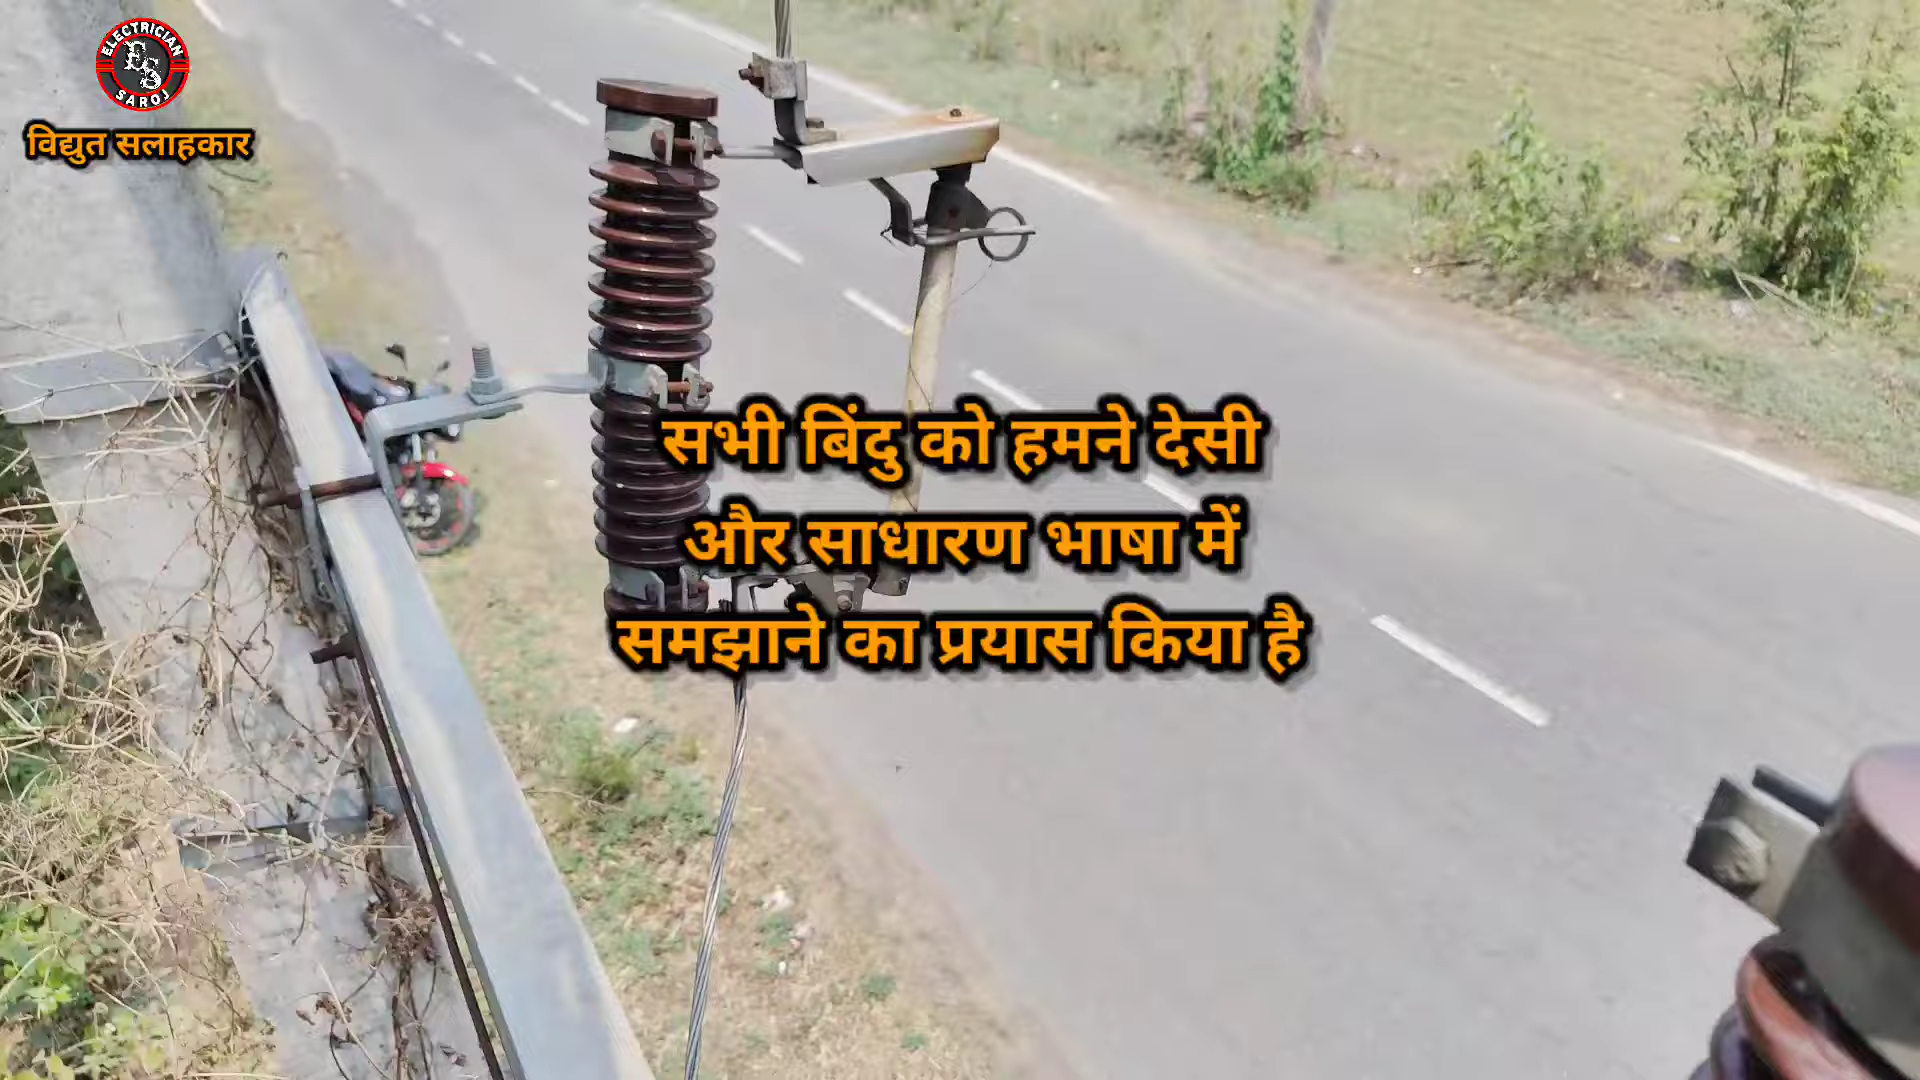 ELECTRICIAN
ES
SAROJ
विद्युत सलाहकार
सभी बिंदु को हमने देसी
और साधारण भाषा में
समझाने का प्रयास किया है